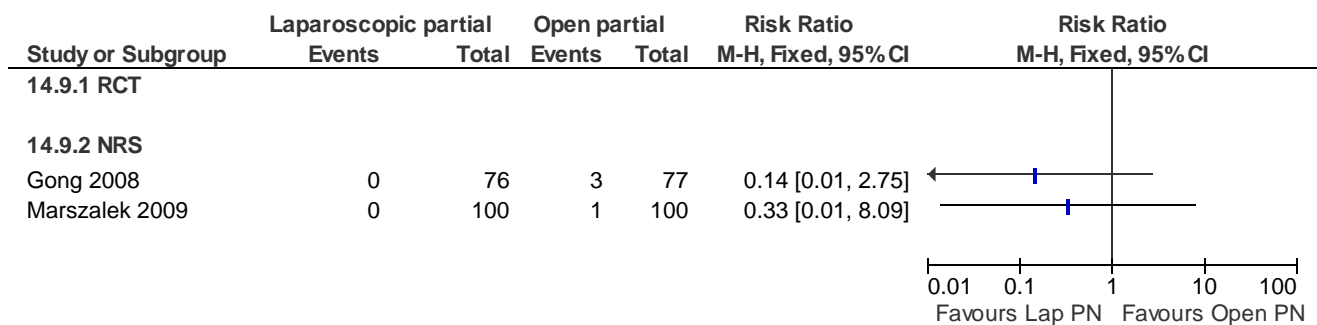 Laparoscopic partial Open partial Risk Ratio Risk Ratio
Study or Subgroup Events Total Events Total M-H, Fixed, 95% CI M-H, Fixed, 95% CI
14.9.1 RCT
14.9.2 NRS
Gong 2008 0 76 3 77 0.14 [0.01, 2.75]
Marszalek 2009 0 100 1 100 0.33 [0.01, 8.09]
0.01 0.1 1 10 100
Favours Lap PN Favours Open PN